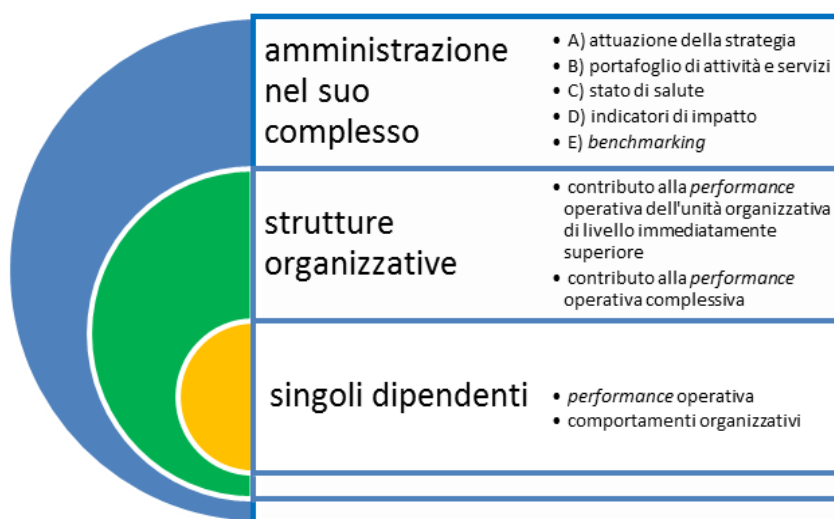 amministrazione
nel suo
complesso
• A) attuazione della strategia
• B) portafoglio di attività e servizi
• C) stato di salute
• D) indicatori di impatto
• E) benchmarking
strutture
organizzative
• contributo alla performance
operativa dell'unità organizzativa
di livello immediatamente
superiore
• contributo alla performance
operativa complessiva
singoli dipendenti
• performance operativa
• comportamenti organizzativi